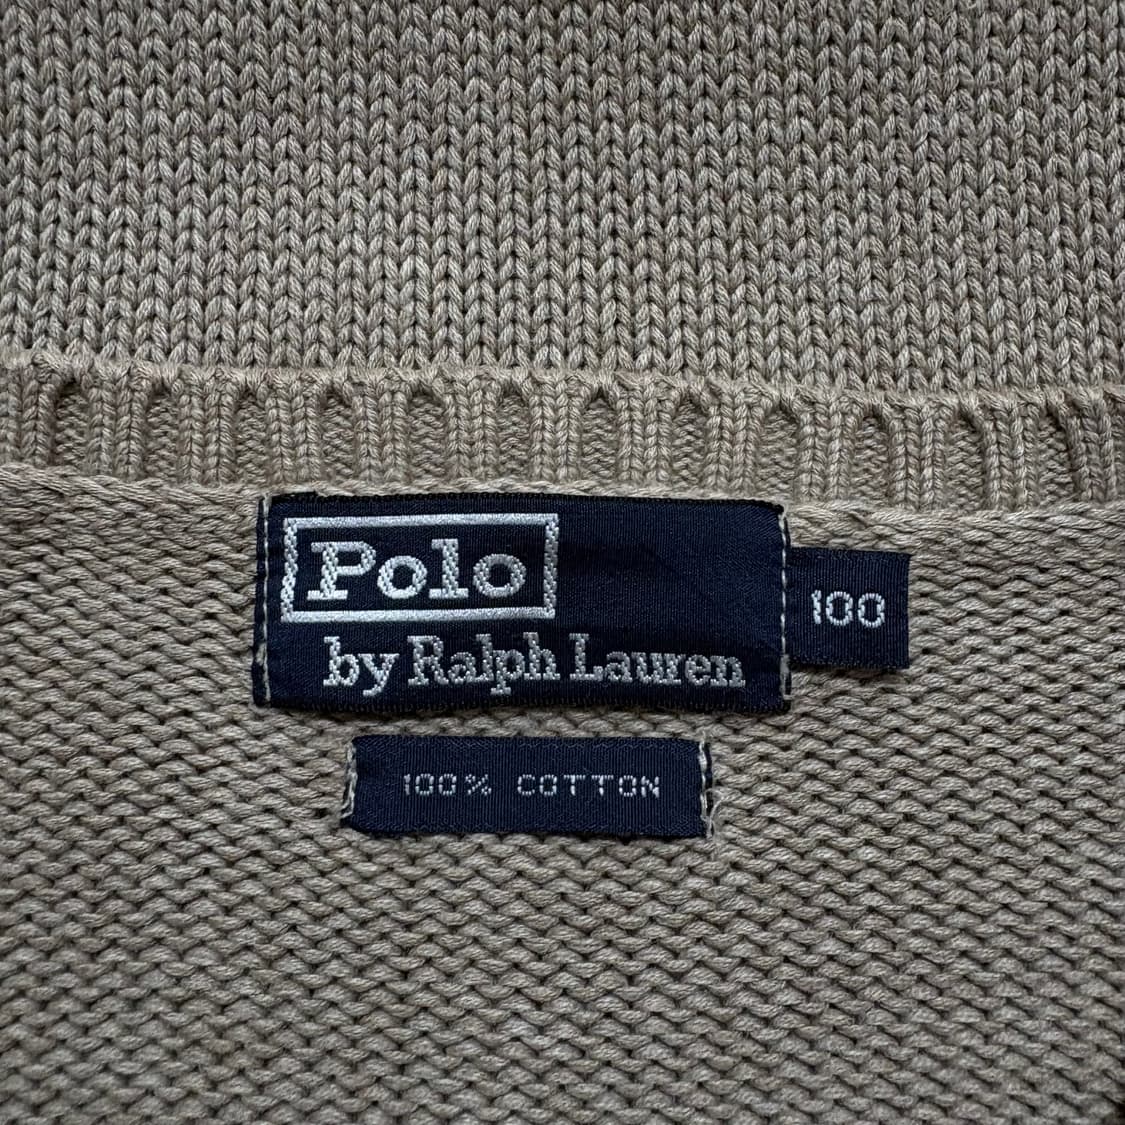 Polo
by Ralph Lauren
100
100% COTTON